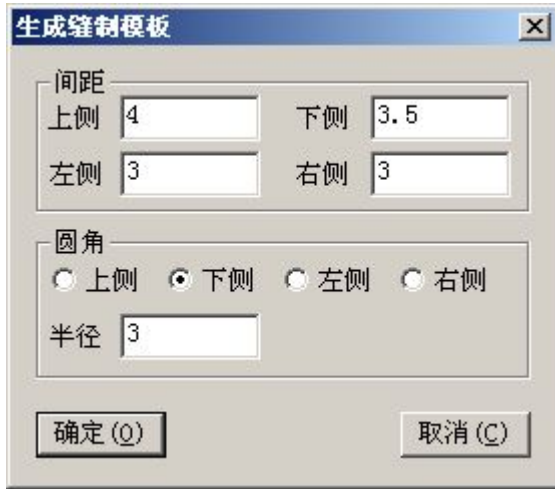 生成缝制模板
间距
上侧 4 下侧 3.5
左侧 3 右侧 3
圆角
上侧 下侧 左侧 右侧
半径 3
确定(O) 取消(C)